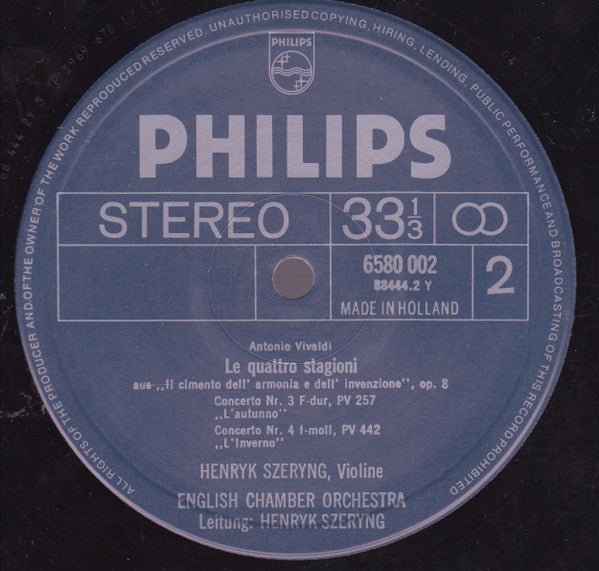 ALL RIGHTS OF THE PRODUCER AND OF THE OWNER OF THE WORK REPRODUCED RESERVED. UNAUTHORISED COPYING, HIRING, LENDING, PUBLIC PERFORMANCE AND BROADCASTING OF THIS RECORD PROHIBITED
PHILIPS
PHILIPS
STEREO 33 1/3
6580 002
88444.2 Y
MADE IN HOLLAND
2
Antonio Vivaldi
Le quattro stagioni
aus „Il cimento dell' armonia e dell' invenzione", op. 8
Concerto Nr. 3 F-dur, PV 257
„L'autunno"
Concerto Nr. 4 f-moll, PV 442
„L'Inverno"
HENRYK SZERYNG, Violine
ENGLISH CHAMBER ORCHESTRA
Leitung: HENRYK SZERYNG